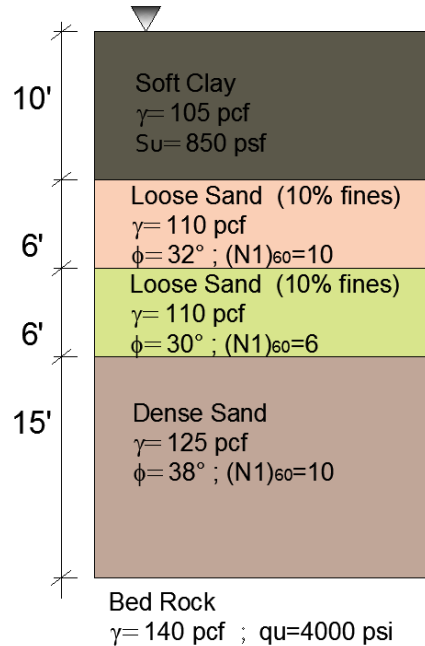 10'
Soft Clay
γ= 105 pcf
Su= 850 psf
6'
Loose Sand (10% fines)
γ= 110 pcf
ϕ= 32° ; (N1)60=10
6'
Loose Sand (10% fines)
γ= 110 pcf
ϕ= 30° ; (N1)60=6
15'
Dense Sand
γ= 125 pcf
ϕ= 38° ; (N1)60=10
Bed Rock
γ= 140 pcf ; qu=4000 psi